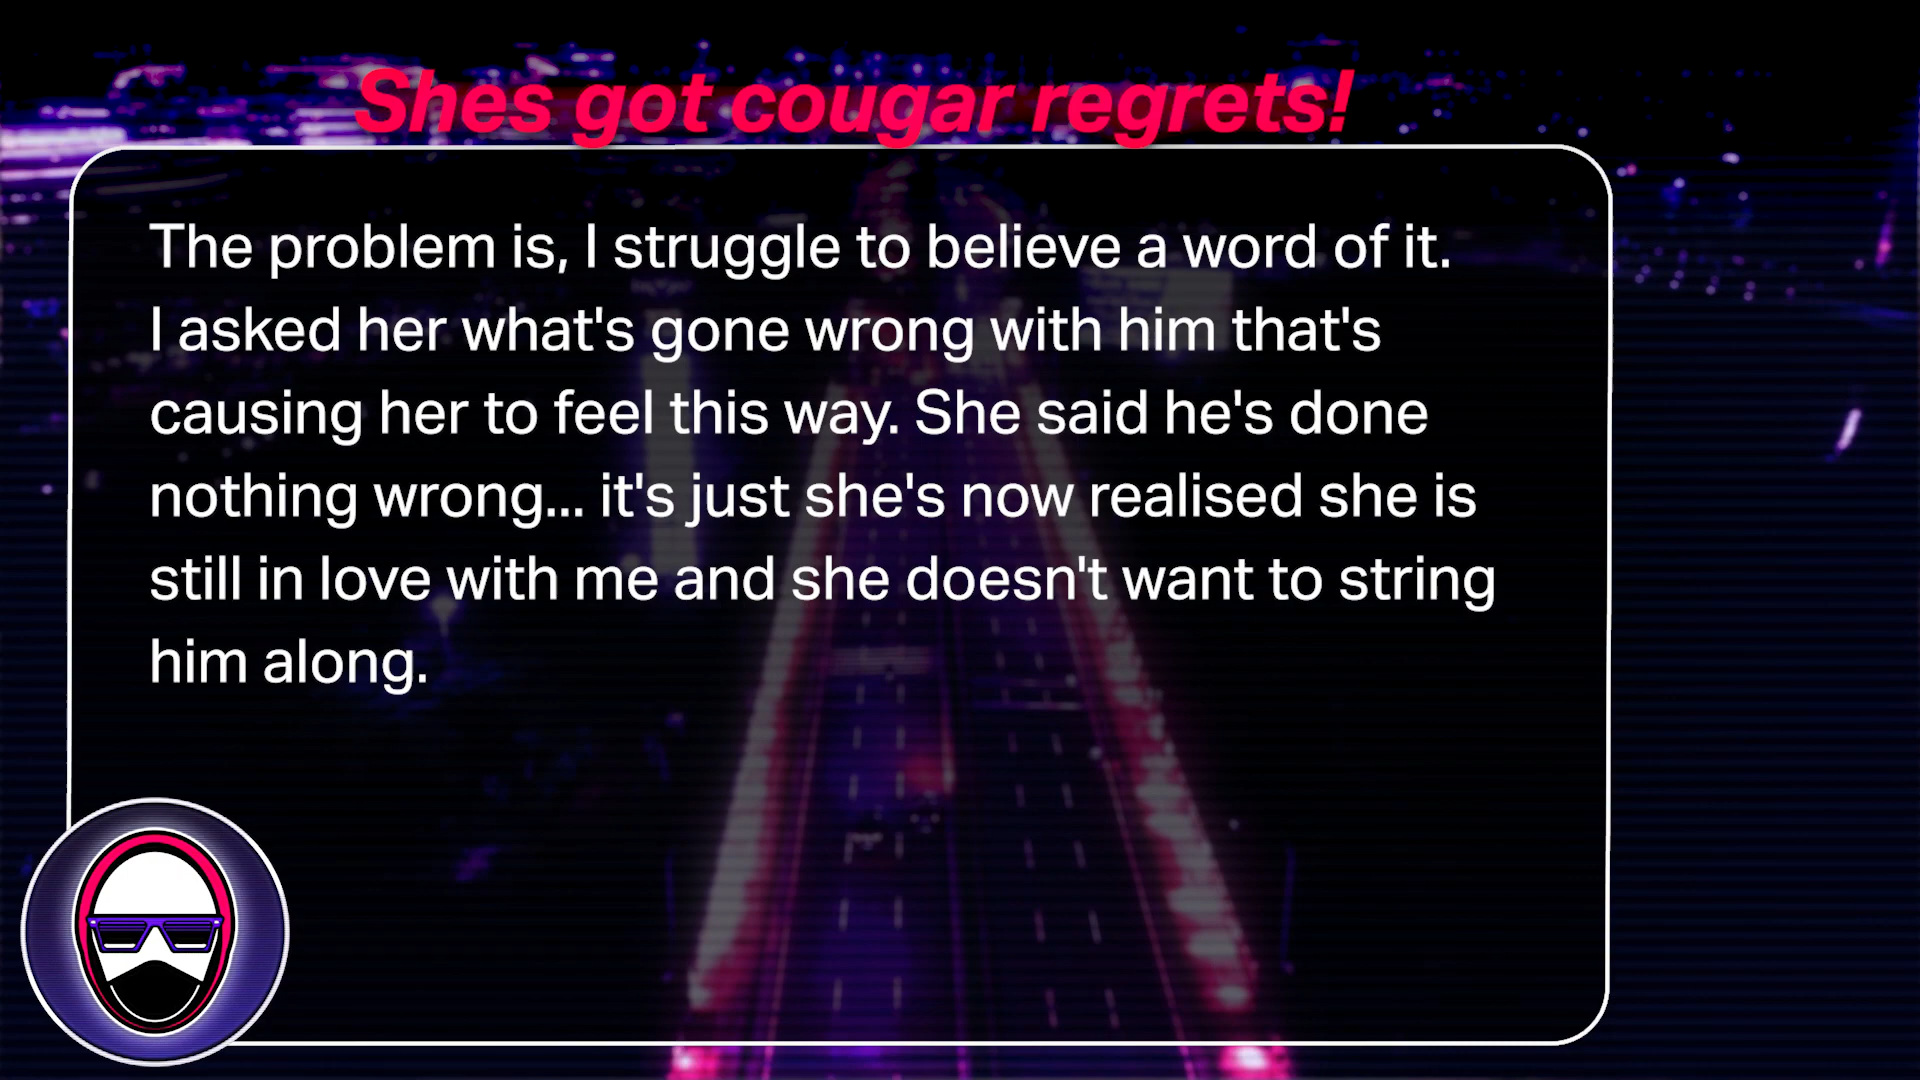 Shes got cougar regrets!
The problem is, I struggle to believe a word of it.
I asked her what's gone wrong with him that's
causing her to feel this way. She said he's done
nothing wrong... it's just she's now realised she is
still in love with me and she doesn't want to string
him along.